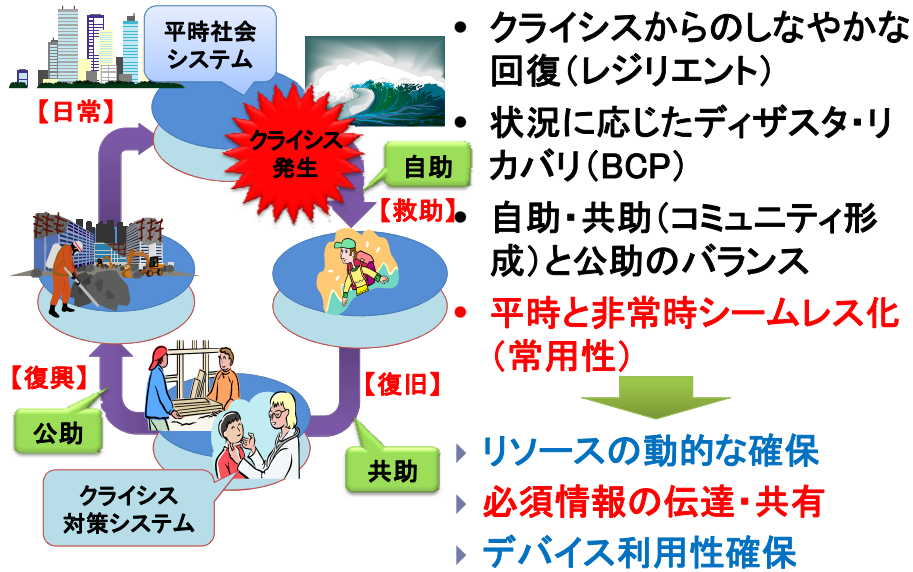 平時社会
システム
【日常】
クライシス
発生
自助
【救助】
【復興】
【復旧】
公助
共助
クライシス
対策システム
• クライシスからのしなやかな
回復（レジリエント）
• 状況に応じたディザスタ・リ
カバリ（BCP）
• 自助・共助（コミュニティ形
成）と公助のバランス
• 平時と非常時シームレス化
（常用性）
リソースの動的な確保
必須情報の伝達・共有
デバイス利用性確保